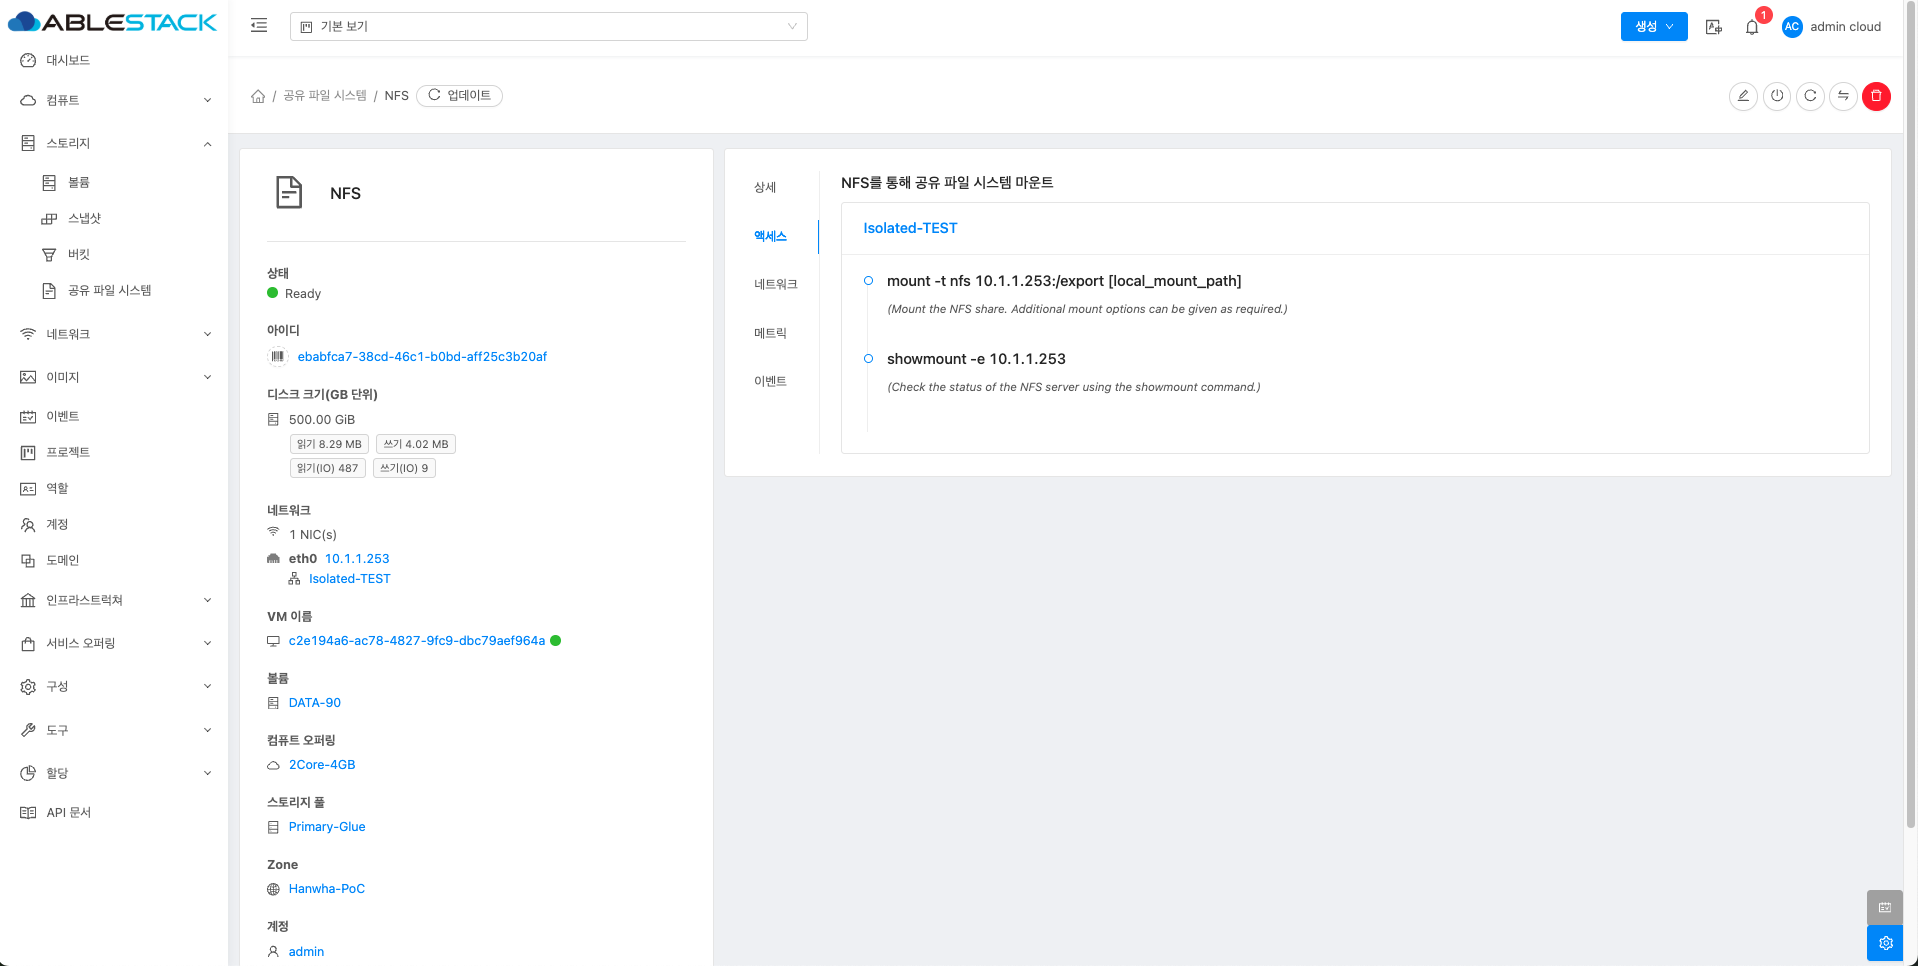 ABLESTACK
기본 보기
생성
1
AC
admin cloud
대시보드
컴퓨트
스토리지
볼륨
스냅샷
버킷
공유 파일 시스템
네트워크
이미지
이벤트
프로젝트
역할
계정
도메인
인프라스트럭쳐
서비스 오퍼링
구성
도구
할당
API 문서
/ 공유 파일 시스템 / NFS 업데이트
NFS
상태
Ready
아이디
ebabfca7-38cd-46c1-b0bd-aff25c3b20af
디스크 크기(GB 단위)
500.00 GiB
읽기 8.29 MB 쓰기 4.02 MB
읽기(IO) 487 쓰기(IO) 9
네트워크
1 NIC(s)
eth0 10.1.1.253
Isolated-TEST
VM 이름
c2e194a6-ac78-4827-9fc9-dbc79aef964a
볼륨
DATA-90
컴퓨트 오퍼링
2Core-4GB
스토리지 풀
Primary-Glue
Zone
Hanwha-PoC
계정
admin
상세
액세스
네트워크
메트릭
이벤트
NFS를 통해 공유 파일 시스템 마운트
Isolated-TEST
mount -t nfs 10.1.1.253:/export [local_mount_path]
(Mount the NFS share. Additional mount options can be given as required.)
showmount -e 10.1.1.253
(Check the status of the NFS server using the showmount command.)